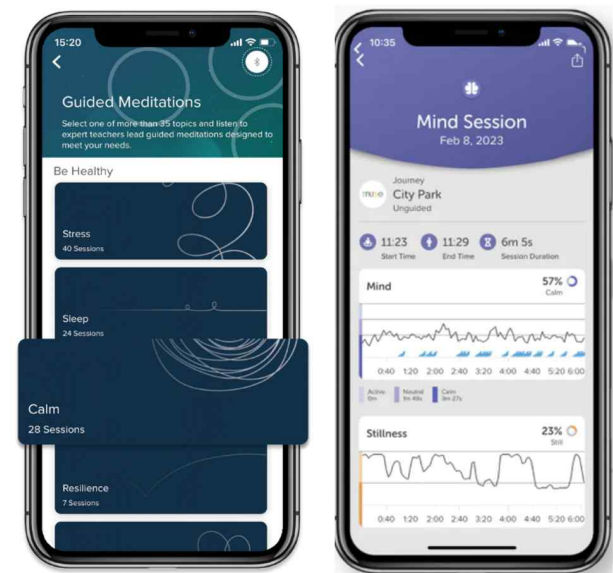 15:20
Guided Meditations
Select one of more than 35 topics and listen to
expert teachers lead guided meditations designed to
meet your needs.
Be Healthy
Stress
40 Sessions
Sleep
24 Sessions
Calm
28 Sessions
Resilience
7 Sessions
10:35
Mind Session
Feb 8, 2023
muse
Journey
City Park
Unguided
11:23
Start Time
11:29
End Time
6m 5s
Session Duration
Mind
57%
Calm
0:40 1:20 2:00 2:40 3:20 4:00 4:40 5:20 6:00
Active
0m
Neutral
Calm
3m 27s
Stillness
23%
Still
0:40 1:20 2:00 2:40 3:20 4:00 4:40 5:20 6:00